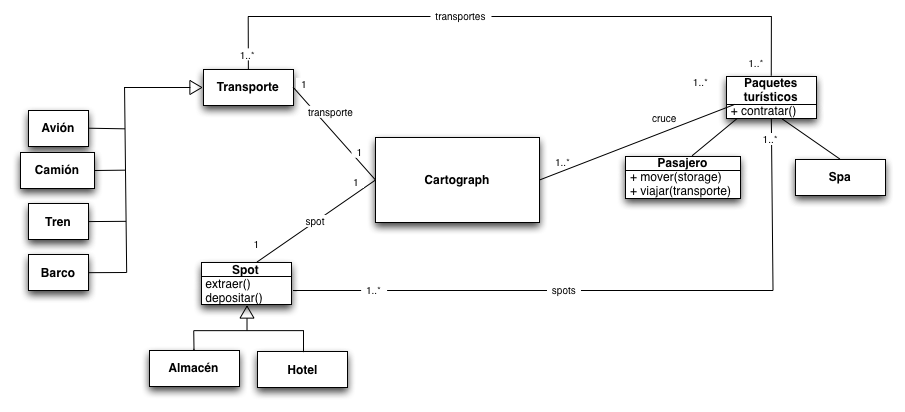 transportes
1..*
1..*
Transporte
1
1..*
Paquetes
turísticos
+ contratar()
transporte
cruce
Avión
1
1..*
1..*
Camión
Cartograph
Pasajero
+ mover(storage)
+ viajar(transporte)
Spa
1
Tren
spot
1
Barco
Spot
extraer()
depositar()
1..*
spots
Almacén
Hotel